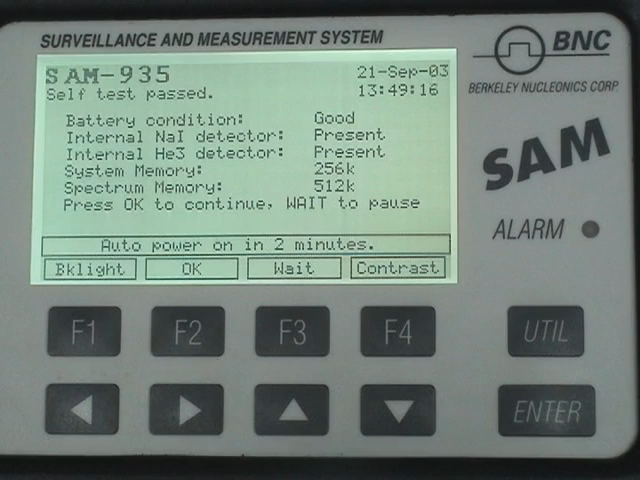 SURVEILLANCE AND MEASUREMENT SYSTEM
BNC
BERKELEY NUCLEONICS CORP.
SAM-935
21-Sep-03
Self test passed.
13:49:16
Battery condition: Good
Internal NaI detector: Present
Internal He3 detector: Present
System Memory: 256k
Spectrum Memory: 512k
Press OK to continue, WAIT to pause
Auto power on in 2 minutes.
Bklight OK Wait Contrast
SAM
ALARM
F1 F2 F3 F4 UTIL
ENTER